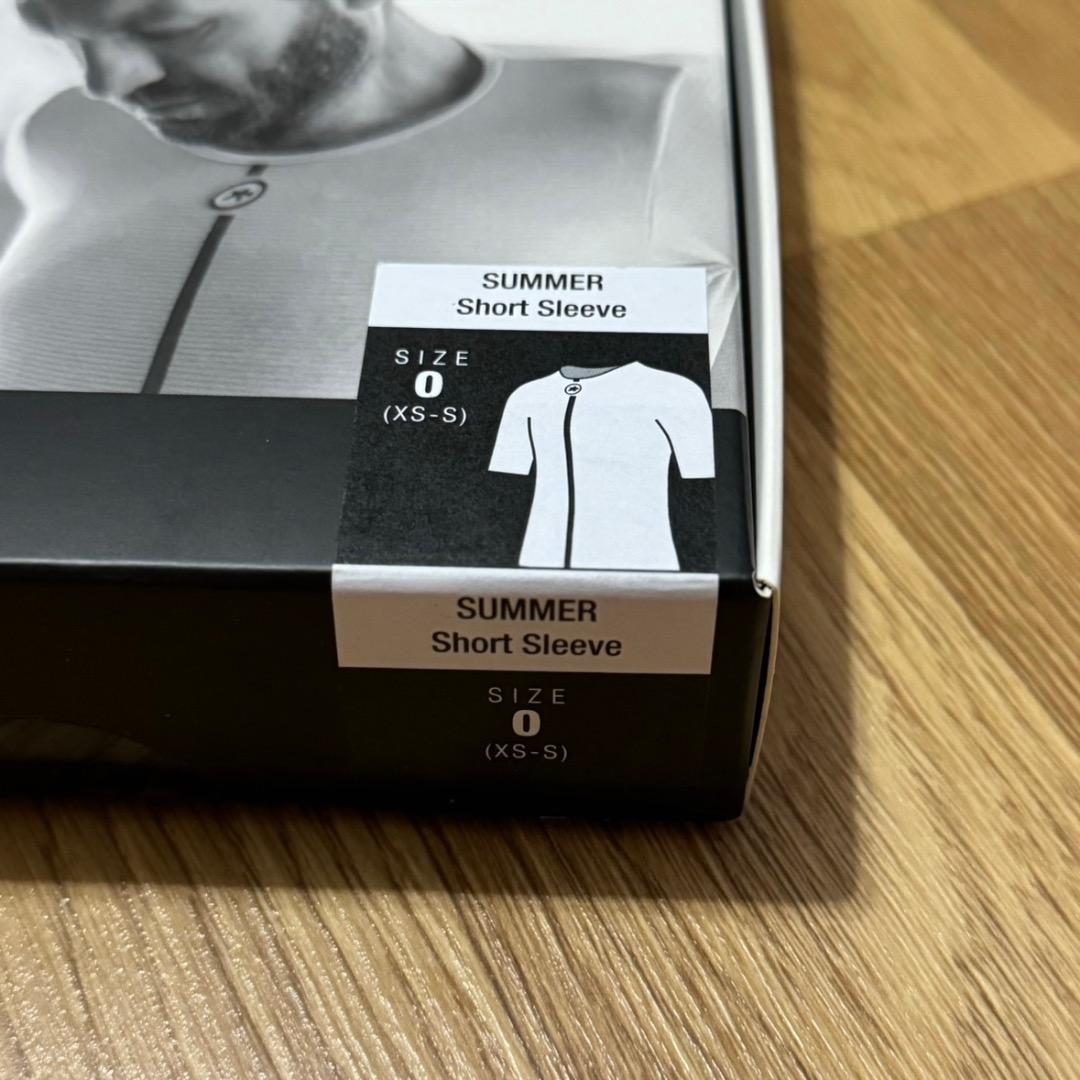 SUMMER
Short Sleeve
SIZE
0
(XS-S)
SUMMER
Short Sleeve
SIZE
0
(XS-S)